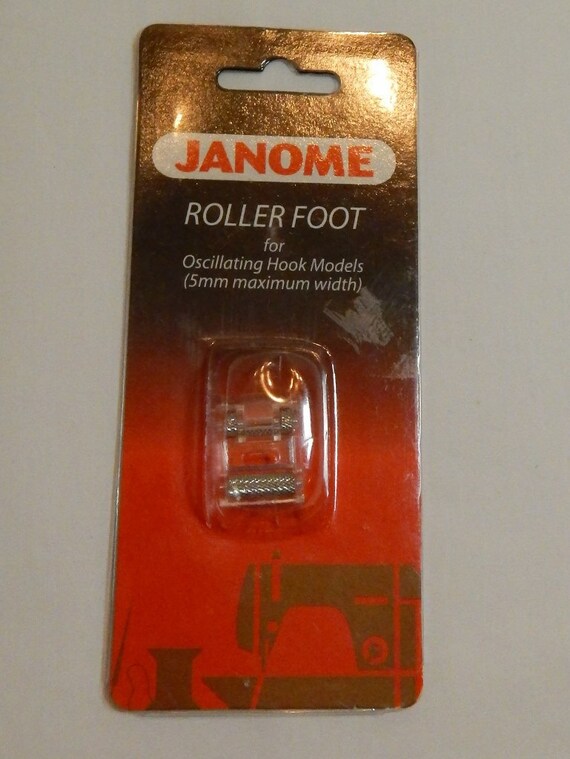 JANOME
ROLLER FOOT
for
Oscillating Hook Models
(5mm maximum width)